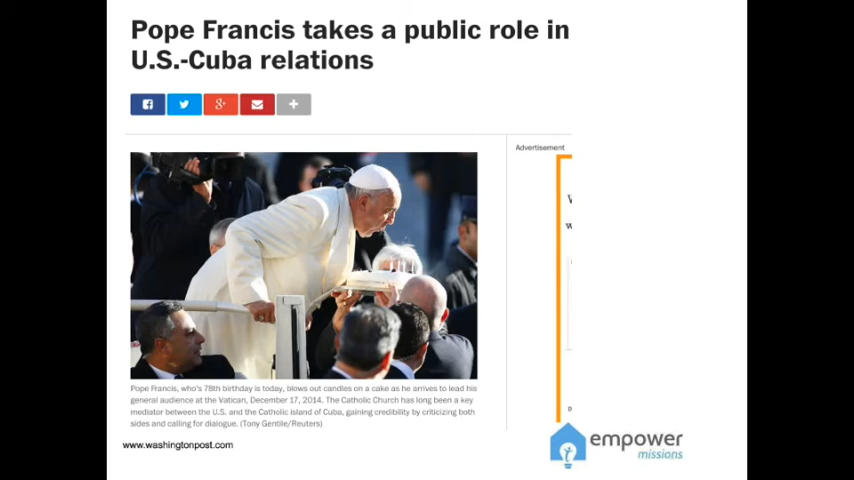 Pope Francis takes a public role in
U.S.-Cuba relations
Advertisement
Pope Francis, who's 78th birthday is today, blows out candles on a cake as he arrives to lead his
general audience at the Vatican, December 17, 2014. The Catholic Church has long been a key
mediator between the U.S. and the Catholic island of Cuba, gaining credibility by criticizing both
sides and calling for dialogue. (Tony Gentile/Reuters)
www.washingtonpost.com
empower
missions